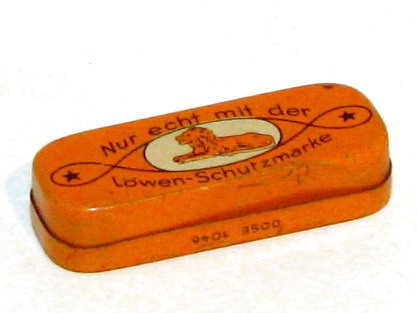 Nur echt mit der
Löwen-Schutzmarke
DOSE 1046